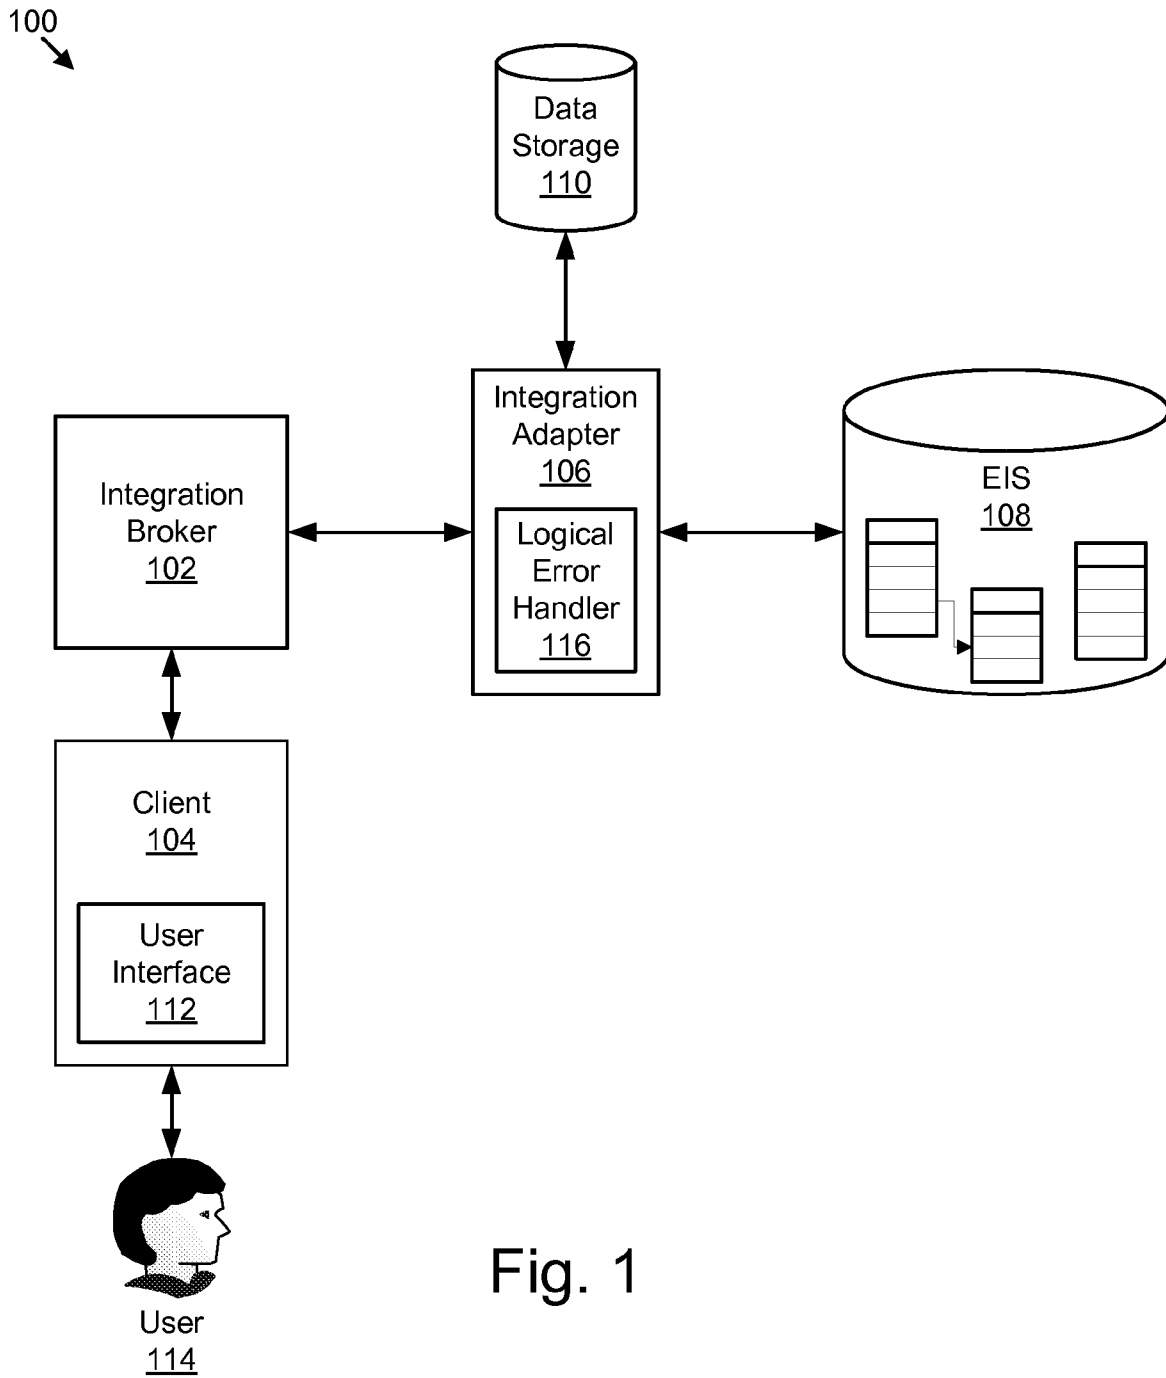 100
Data
Storage
110
Integration
Adapter
106
Logical
Error
Handler
116
EIS
108
Integration
Broker
102
Client
104
User
Interface
112
User
114
Fig. 1